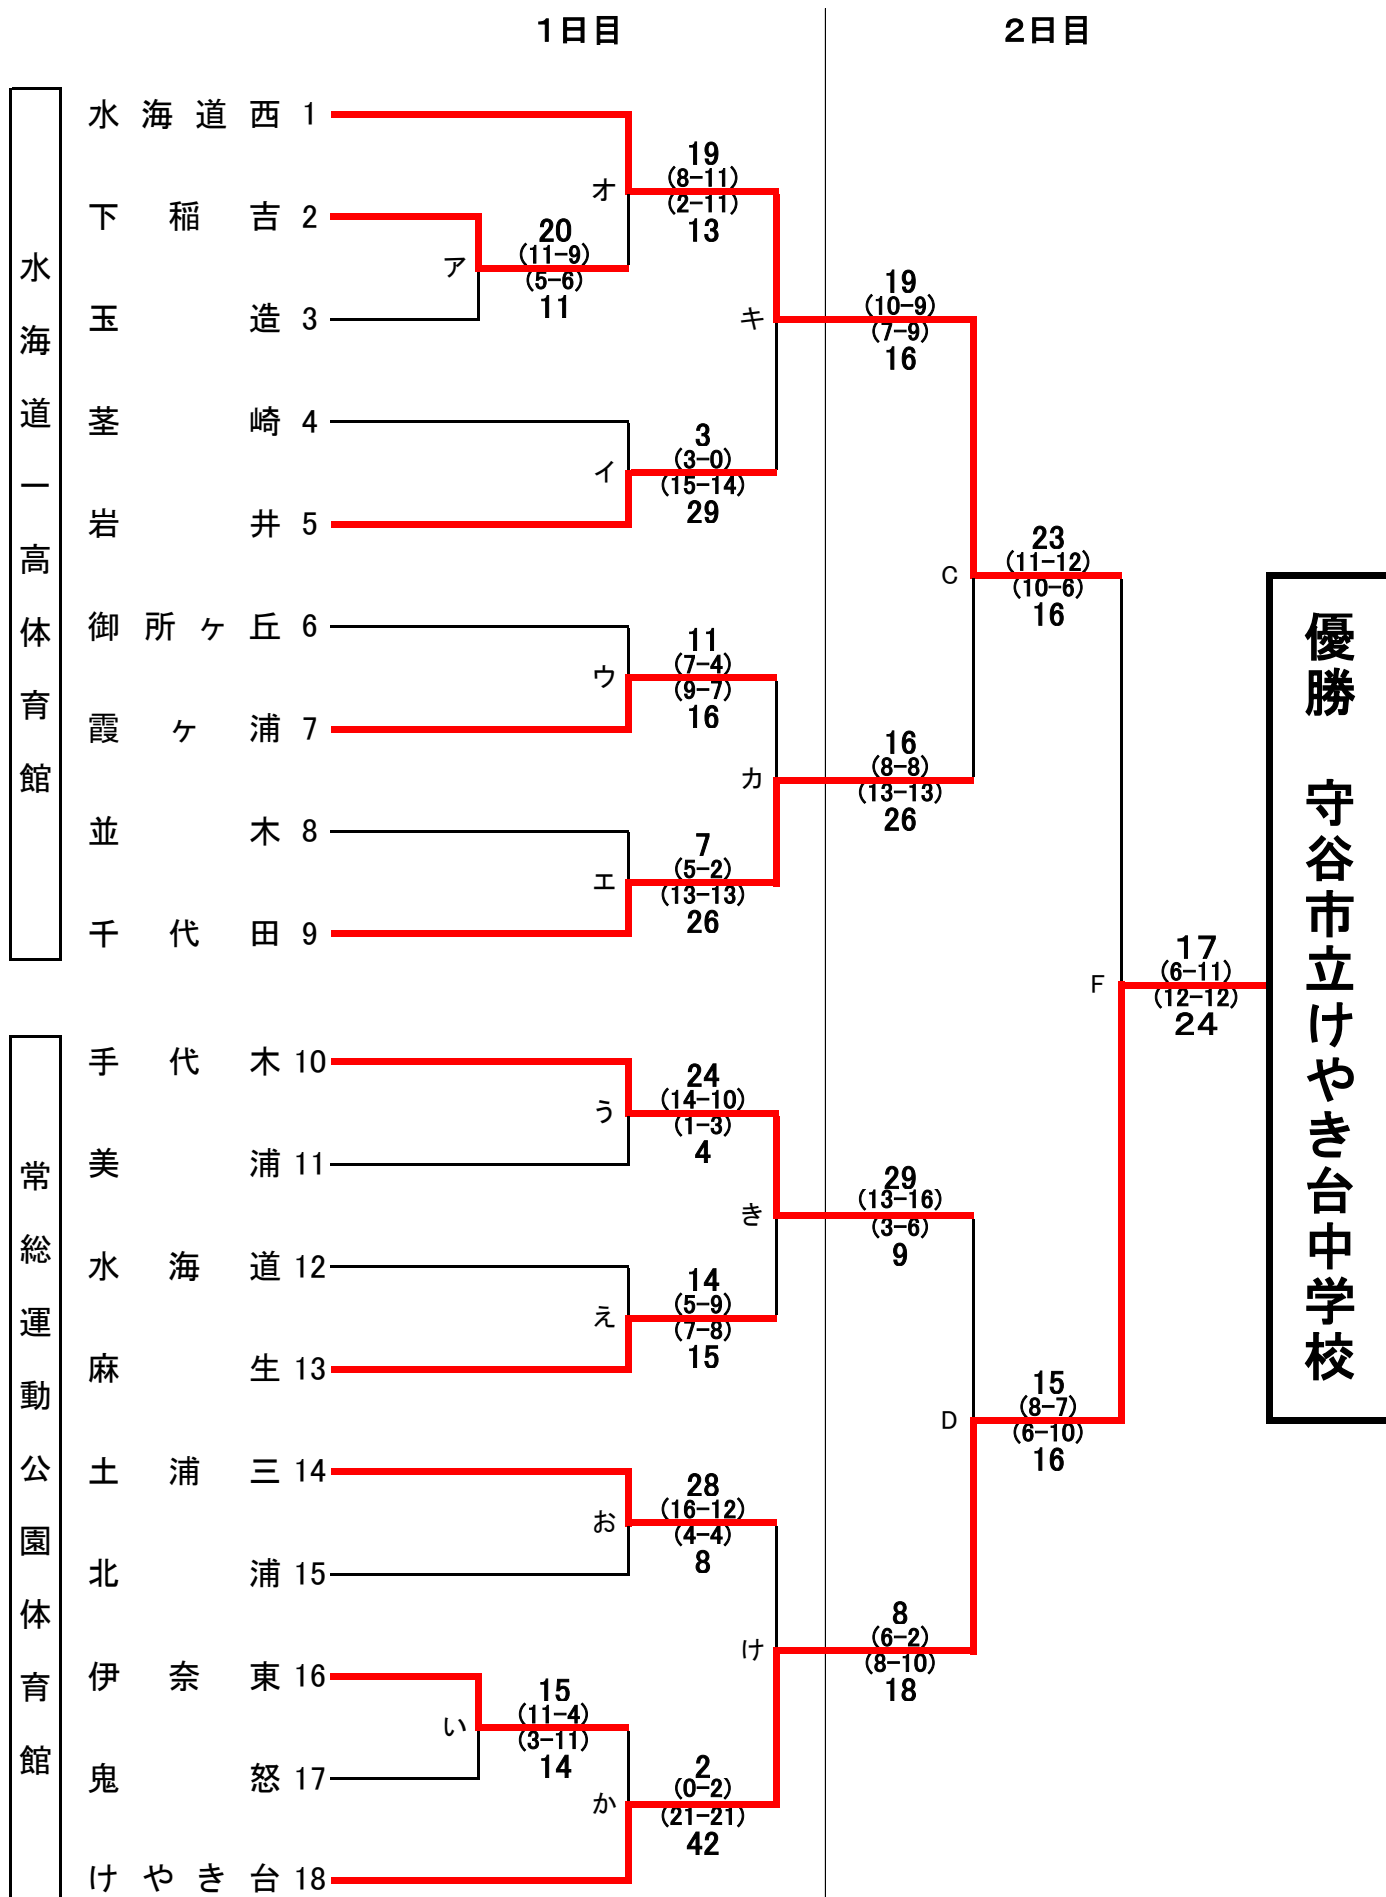 1日目
2日目
水海道一高体育館
水海道西 1
下稲吉 2
玉造 3
茎崎 4
岩井 5
御所ヶ丘 6
霞ヶ浦 7
並木 8
千代田 9
常総運動公園体育館
手代木 10
美浦 11
水海道 12
麻生 13
土浦三 14
北浦 15
伊奈東 16
鬼怒 17
けやき台 18
ア
20
(11-9)
(5-6)
11
い
15
(11-4)
(3-11)
14
オ
19
(8-11)
(2-11)
13
イ
3
(3-0)
(15-14)
29
ウ
11
(7-4)
(9-7)
16
エ
7
(5-2)
(13-13)
26
う
24
(14-10)
(1-3)
4
え
14
(5-9)
(7-8)
15
お
28
(16-12)
(4-4)
8
か
2
(0-2)
(21-21)
42
キ
19
(10-9)
(7-9)
16
カ
16
(8-8)
(13-13)
26
き
29
(13-16)
(3-6)
9
け
8
(6-2)
(8-10)
18
C
23
(11-12)
(10-6)
16
D
15
(8-7)
(6-10)
16
F
17
(6-11)
(12-12)
24
優勝 守谷市立けやき台中学校